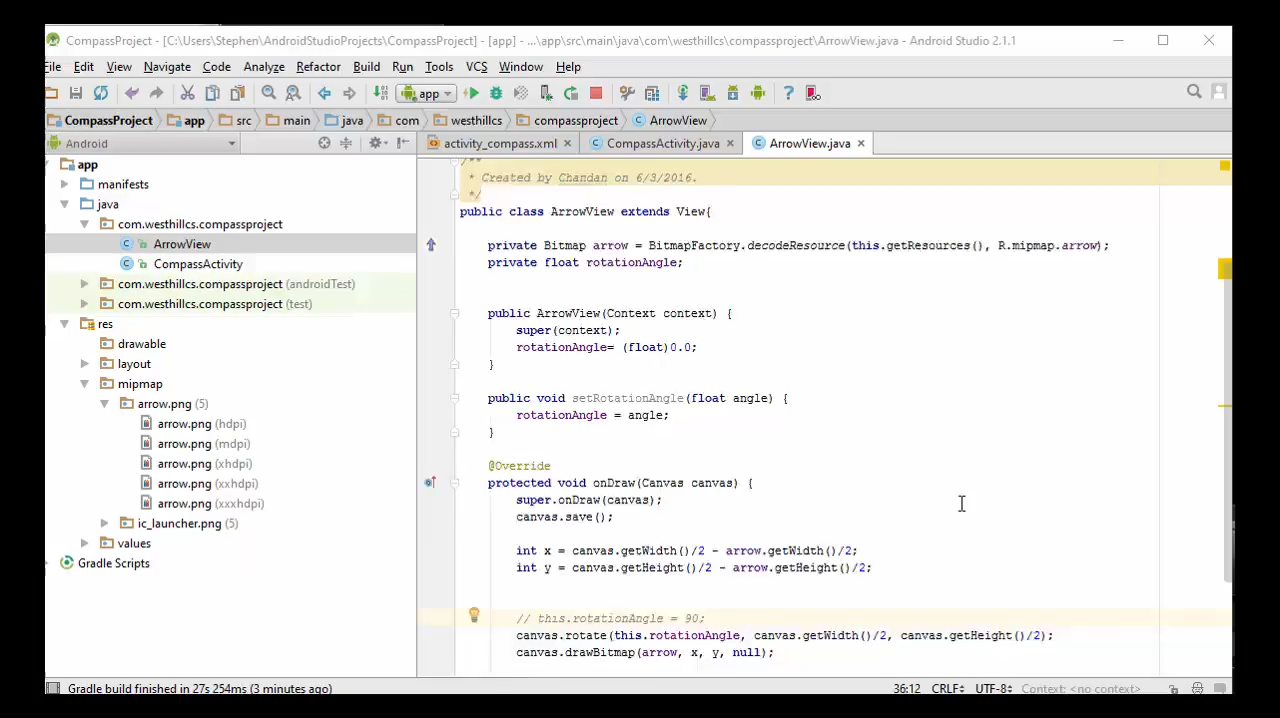 CompassProject - [C:\Users\Stephen\AndroidStudioProjects\CompassProject] - [app] - ...\app\src\main\java\com\westhillcs\compassproject\ArrowView.java - Android Studio 2.1.1
File Edit View Navigate Code Analyze Refactor Build Run Tools VCS Window Help
app
CompassProject app src main java com westhillcs compassproject ArrowView
Android
activity_compass.xml CompassActivity.java ArrowView.java
app
manifests
java
com.westhillcs.compassproject
ArrowView
CompassActivity
com.westhillcs.compassproject (androidTest)
com.westhillcs.compassproject (test)
res
drawable
layout
mipmap
arrow.png (5)
arrow.png (hdpi)
arrow.png (mdpi)
arrow.png (xhdpi)
arrow.png (xxhdpi)
arrow.png (xxxhdpi)
ic_launcher.png (5)
values
Gradle Scripts
/**
* Created by Chandan on 6/3/2016.
*/
public class ArrowView extends View{
private Bitmap arrow = BitmapFactory.decodeResource(this.getResources(), R.mipmap.arrow);
private float rotationAngle;
public ArrowView(Context context) {
super(context);
rotationAngle= (float)0.0;
}
public void setRotationAngle(float angle) {
rotationAngle = angle;
}
@Override
protected void onDraw(Canvas canvas) {
super.onDraw(canvas);
canvas.save();
int x = canvas.getWidth()/2 - arrow.getWidth()/2;
int y = canvas.getHeight()/2 - arrow.getHeight()/2;
// this.rotationAngle = 90;
canvas.rotate(this.rotationAngle, canvas.getWidth()/2, canvas.getHeight()/2);
canvas.drawBitmap(arrow, x, y, null);
Gradle build finished in 27s 254ms (3 minutes ago) 36:12 CRLF UTF-8 Context: <no context>